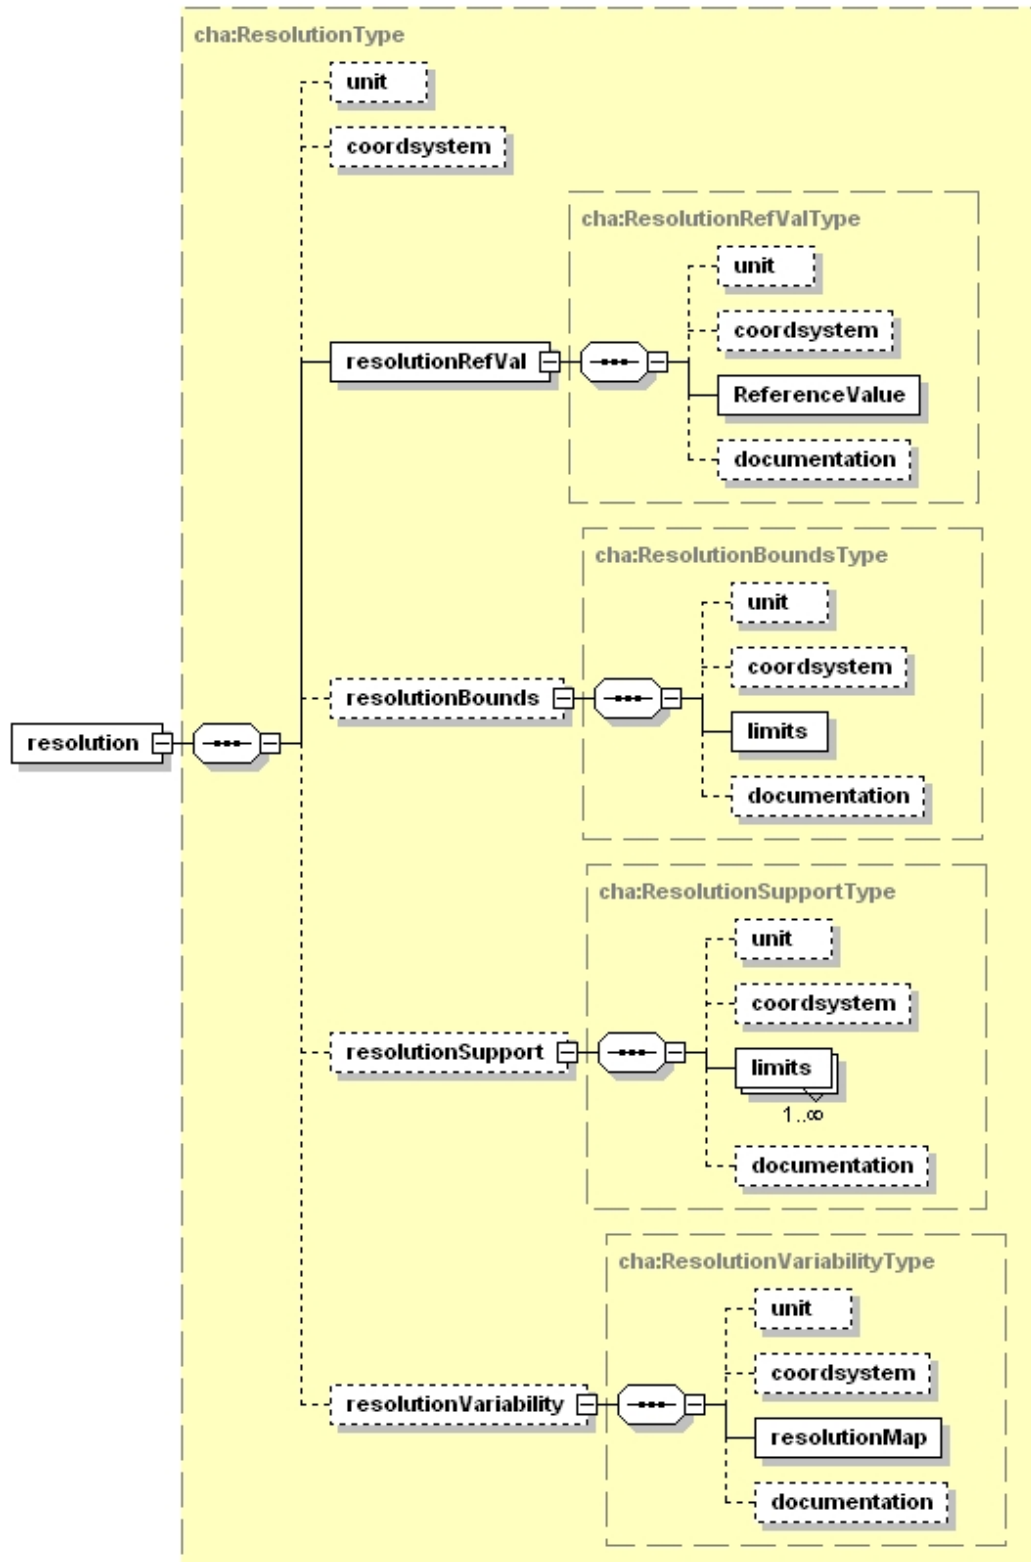 cha:ResolutionType
unit
coordsystem
cha:ResolutionRefValType
unit
coordsystem
resolutionRefVal
ReferenceValue
documentation
cha:ResolutionBoundsType
unit
coordsystem
resolutionBounds
limits
resolution
documentation
cha:ResolutionSupportType
unit
coordsystem
resolutionSupport
limits
1..∞
documentation
cha:ResolutionVariabilityType
unit
coordsystem
resolutionVariability
resolutionMap
documentation